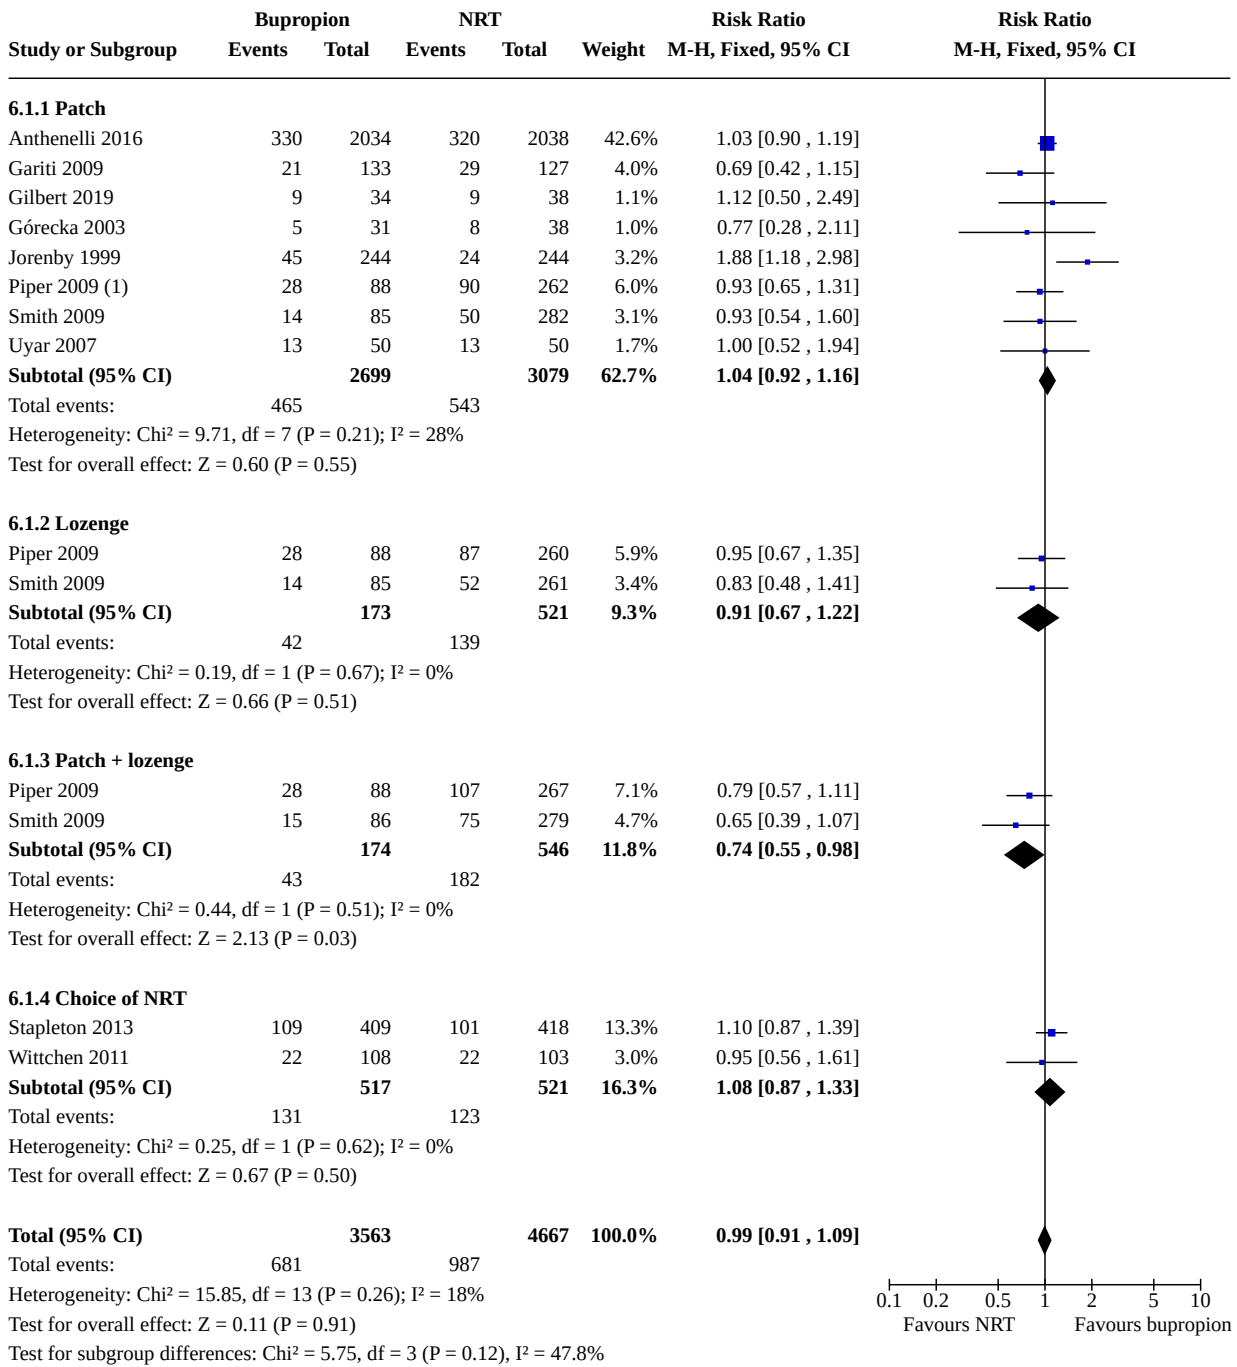 Bupropion NRT Risk Ratio Risk Ratio
Study or Subgroup Events Total Events Total Weight M-H, Fixed, 95% CI M-H, Fixed, 95% CI
6.1.1 Patch
Anthenelli 2016 330 2034 320 2038 42.6% 1.03 [0.90 , 1.19]
Gariti 2009 21 133 29 127 4.0% 0.69 [0.42 , 1.15]
Gilbert 2019 9 34 9 38 1.1% 1.12 [0.50 , 2.49]
Górecka 2003 5 31 8 38 1.0% 0.77 [0.28 , 2.11]
Jorenby 1999 45 244 24 244 3.2% 1.88 [1.18 , 2.98]
Piper 2009 (1) 28 88 90 262 6.0% 0.93 [0.65 , 1.31]
Smith 2009 14 85 50 282 3.1% 0.93 [0.54 , 1.60]
Uyar 2007 13 50 13 50 1.7% 1.00 [0.52 , 1.94]
Subtotal (95% CI) 2699 3079 62.7% 1.04 [0.92 , 1.16]
Total events: 465 543
Heterogeneity: Chi² = 9.71, df = 7 (P = 0.21); I² = 28%
Test for overall effect: Z = 0.60 (P = 0.55)
6.1.2 Lozenge
Piper 2009 28 88 87 260 5.9% 0.95 [0.67 , 1.35]
Smith 2009 14 85 52 261 3.4% 0.83 [0.48 , 1.41]
Subtotal (95% CI) 173 521 9.3% 0.91 [0.67 , 1.22]
Total events: 42 139
Heterogeneity: Chi² = 0.19, df = 1 (P = 0.67); I² = 0%
Test for overall effect: Z = 0.66 (P = 0.51)
6.1.3 Patch + lozenge
Piper 2009 28 88 107 267 7.1% 0.79 [0.57 , 1.11]
Smith 2009 15 86 75 279 4.7% 0.65 [0.39 , 1.07]
Subtotal (95% CI) 174 546 11.8% 0.74 [0.55 , 0.98]
Total events: 43 182
Heterogeneity: Chi² = 0.44, df = 1 (P = 0.51); I² = 0%
Test for overall effect: Z = 2.13 (P = 0.03)
6.1.4 Choice of NRT
Stapleton 2013 109 409 101 418 13.3% 1.10 [0.87 , 1.39]
Wittchen 2011 22 108 22 103 3.0% 0.95 [0.56 , 1.61]
Subtotal (95% CI) 517 521 16.3% 1.08 [0.87 , 1.33]
Total events: 131 123
Heterogeneity: Chi² = 0.25, df = 1 (P = 0.62); I² = 0%
Test for overall effect: Z = 0.67 (P = 0.50)
Total (95% CI) 3563 4667 100.0% 0.99 [0.91 , 1.09]
Total events: 681 987
Heterogeneity: Chi² = 15.85, df = 13 (P = 0.26); I² = 18%
0.1 0.2 0.5 1 2 5 10
Test for overall effect: Z = 0.11 (P = 0.91)
Favours NRT Favours bupropion
Test for subgroup differences: Chi² = 5.75, df = 3 (P = 0.12), I² = 47.8%